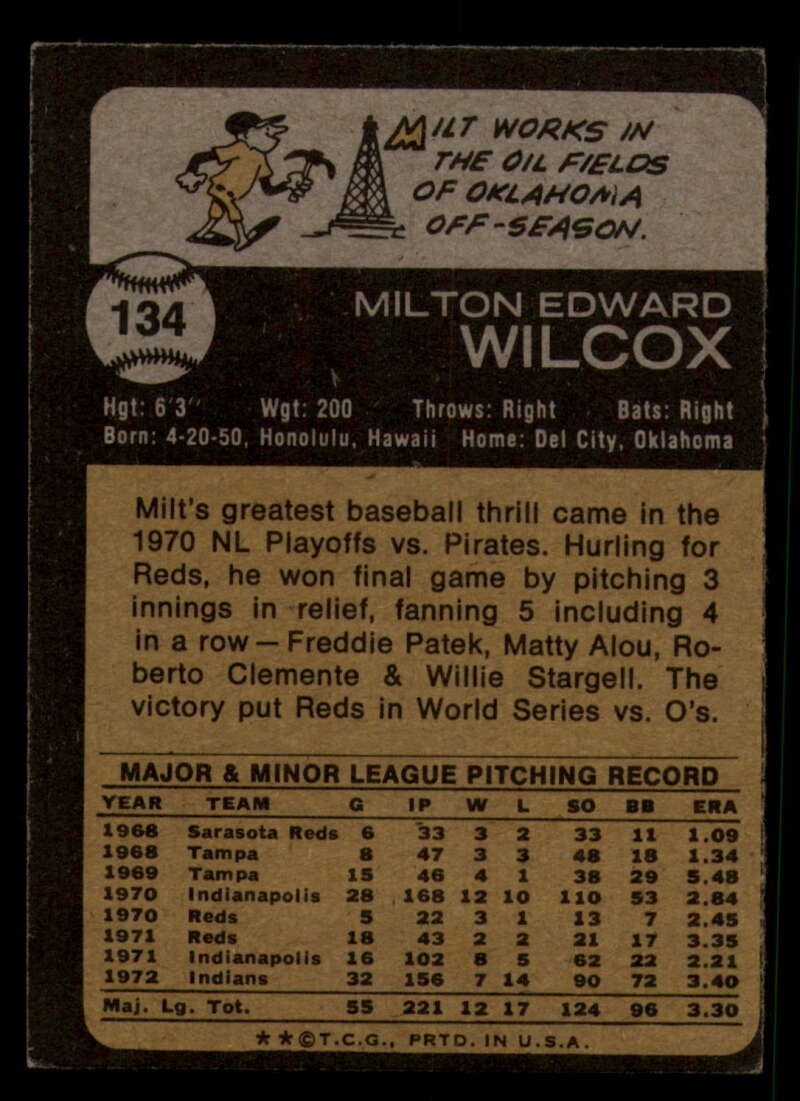 MILT WORKS IN
THE OIL FIELDS
OF OKLAHOMA
OFF-SEASON.
134
MILTON EDWARD
WILCOX
Hgt: 6'3" Wgt: 200 Throws: Right Bats: Right
Born: 4-20-50, Honolulu, Hawaii Home: Del City, Oklahoma
Milt's greatest baseball thrill came in the
1970 NL Playoffs vs. Pirates. Hurling for
Reds, he won final game by pitching 3
innings in relief, fanning 5 including 4
in a row — Freddie Patek, Matty Alou, Ro-
berto Clemente & Willie Stargell. The
victory put Reds in World Series vs. O's.
MAJOR & MINOR LEAGUE PITCHING RECORD
YEAR TEAM G IP W L SO BB ERA
1968 Sarasota Reds 6 33 3 2 33 11 1.09
1968 Tampa 8 47 3 3 48 18 1.34
1969 Tampa 15 46 4 1 38 29 5.48
1970 Indianapolis 28 168 12 10 110 53 2.84
1970 Reds 5 22 3 1 13 7 2.45
1971 Reds 18 43 2 2 21 17 3.35
1971 Indianapolis 16 102 8 5 62 22 2.21
1972 Indians 32 156 7 14 90 72 3.40
Maj. Lg. Tot. 55 221 12 17 124 96 3.30
**©T.C.G., PRTD. IN U.S.A.